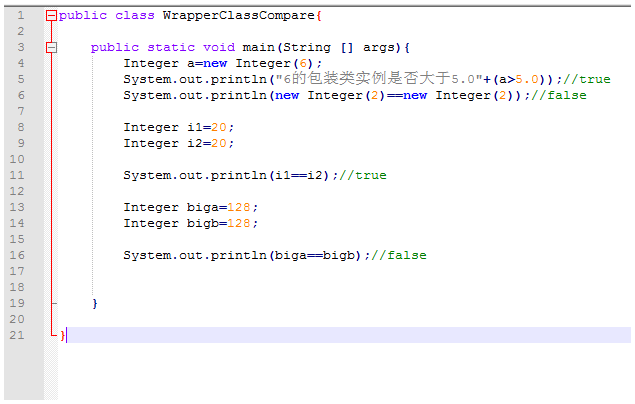 1 public class WrapperClassCompare{
2
3 public static void main(String [] args){
4 Integer a=new Integer(6);
5 System.out.println("6的包装类实例是否大于5.0"+(a>5.0));//true
6 System.out.println(new Integer(2)==new Integer(2));//false
7
8 Integer i1=20;
9 Integer i2=20;
10
11 System.out.println(i1==i2);//true
12
13 Integer biga=128;
14 Integer bigb=128;
15
16 System.out.println(biga==bigb);//false
17
18
19 }
20
21 }